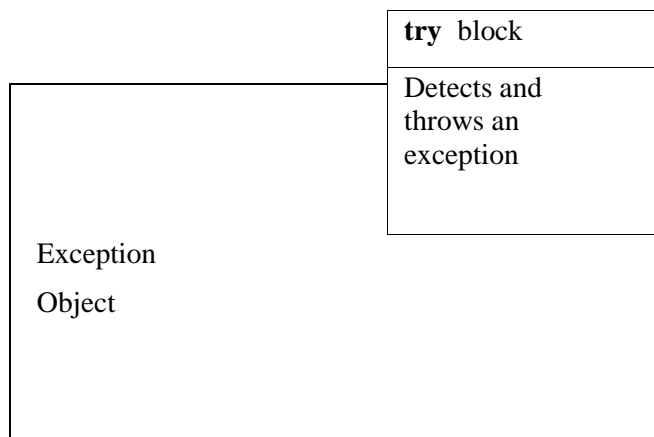 try block
Detects and
throws an
exception
Exception
Object